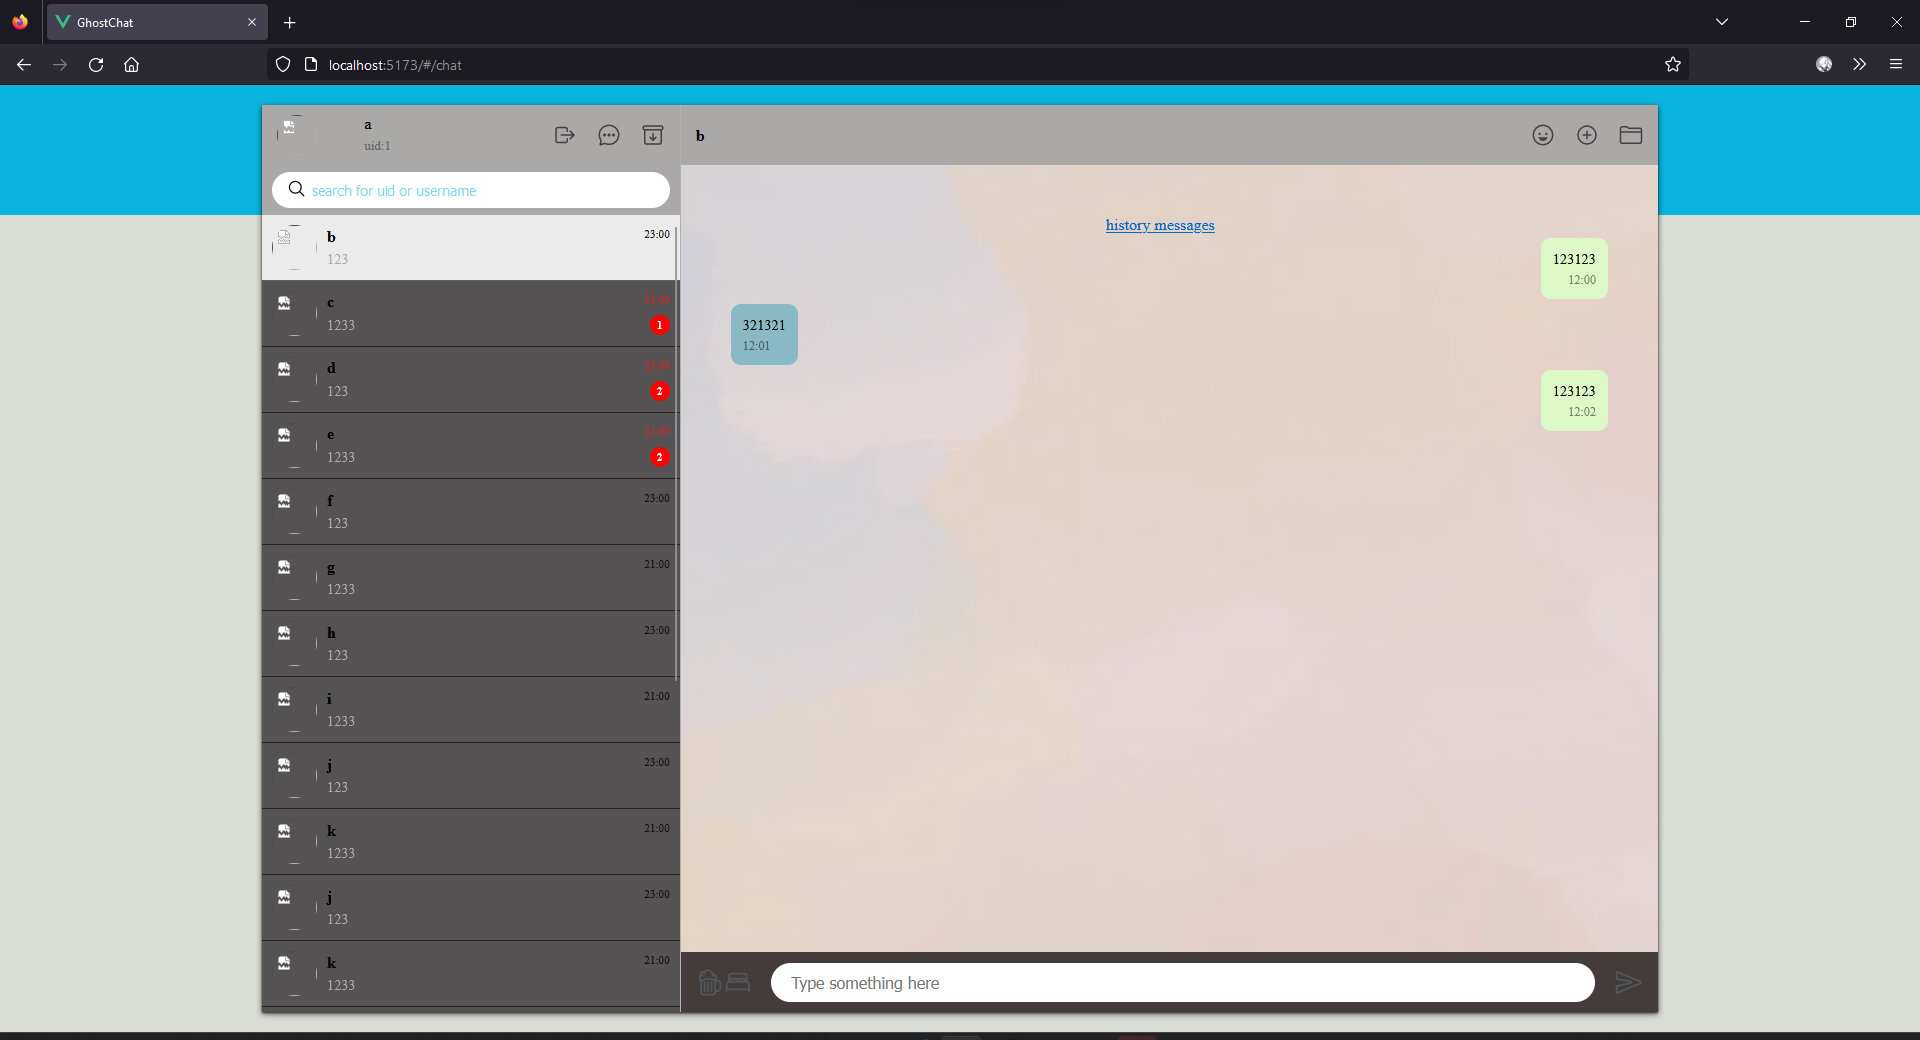 GhostChat
localhost:5173/#/chat
a
uid:1
search for uid or username
b
23:00
123
c
21:00
1233
1
d
23:00
123
2
e
21:00
1233
2
f
23:00
123
g
21:00
1233
h
23:00
123
i
21:00
1233
j
23:00
123
k
21:00
1233
j
23:00
123
k
21:00
1233
b
history messages
123123
12:00
321321
12:01
123123
12:02
Type something here